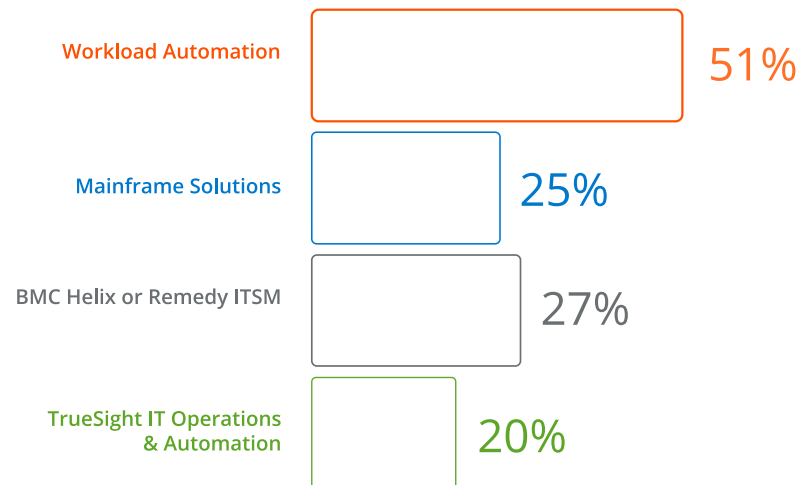 Workload Automation
51%
Mainframe Solutions
25%
BMC Helix or Remedy ITSM
27%
TrueSight IT Operations
& Automation
20%